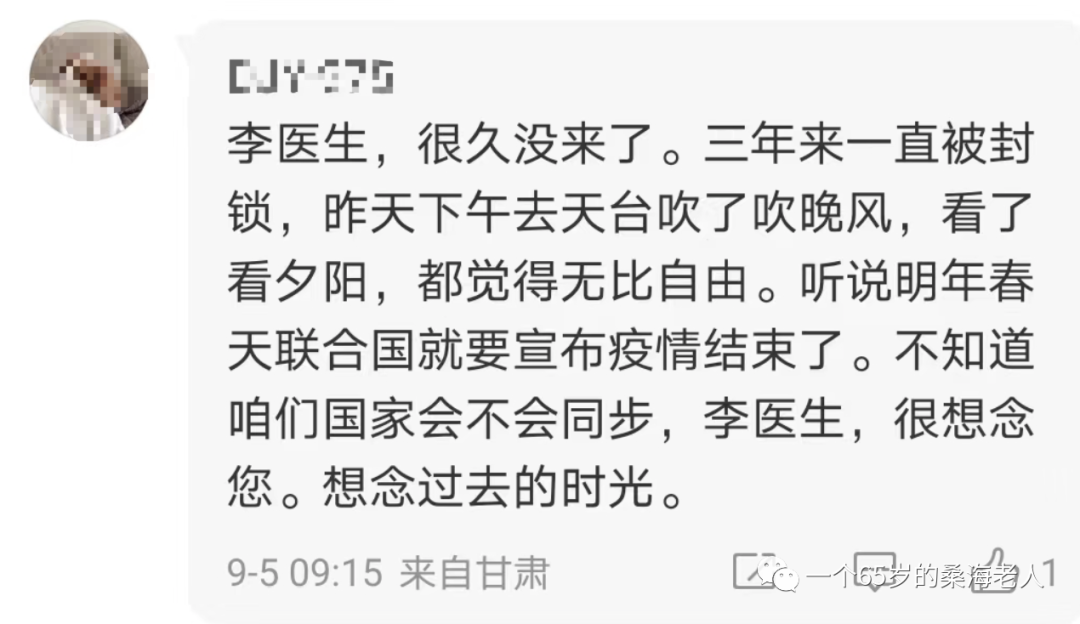 李医生，很久没来了。三年来一直被封
锁，昨天下午去天台吹了吹晚风，看了
看夕阳，都觉得无比自由。听说明年春
天联合国就要宣布疫情结束了。不知道
咱们国家会不会同步，李医生，很想念
您。想念过去的时光。
9-5 09:15 来自甘肃 1
一个65岁的桑海老人